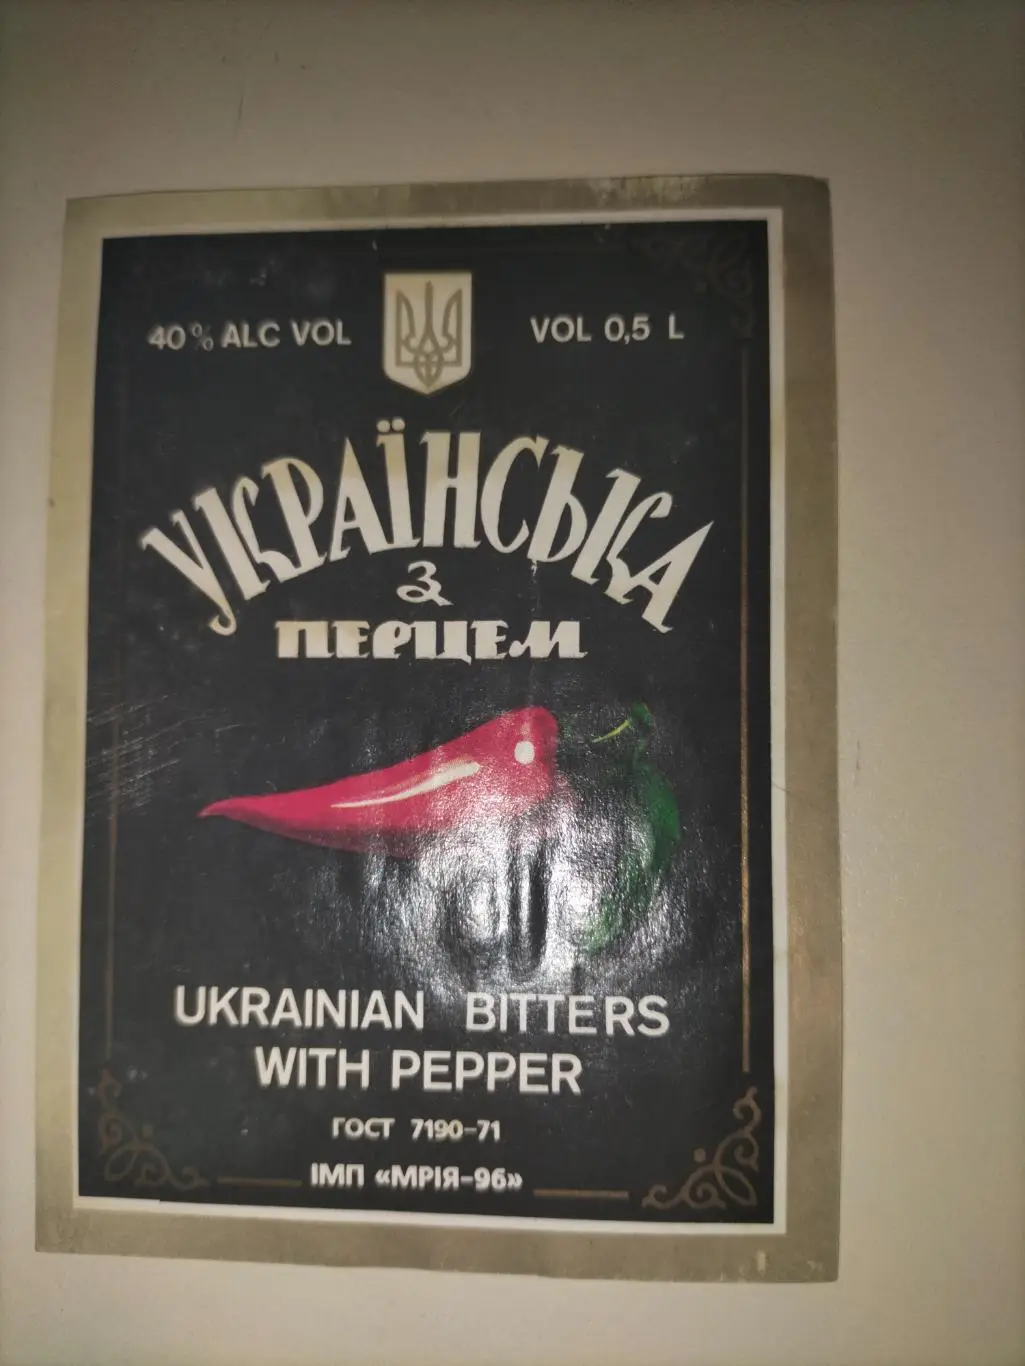 40% ALC VOL
VOL 0,5 L
УКРАЇНСЬКА
З
ПЕРЦЕМ
UKRAINIAN BITTERS
WITH PEPPER
ГОСТ 7190-71
ІМП «МРІЯ-96»